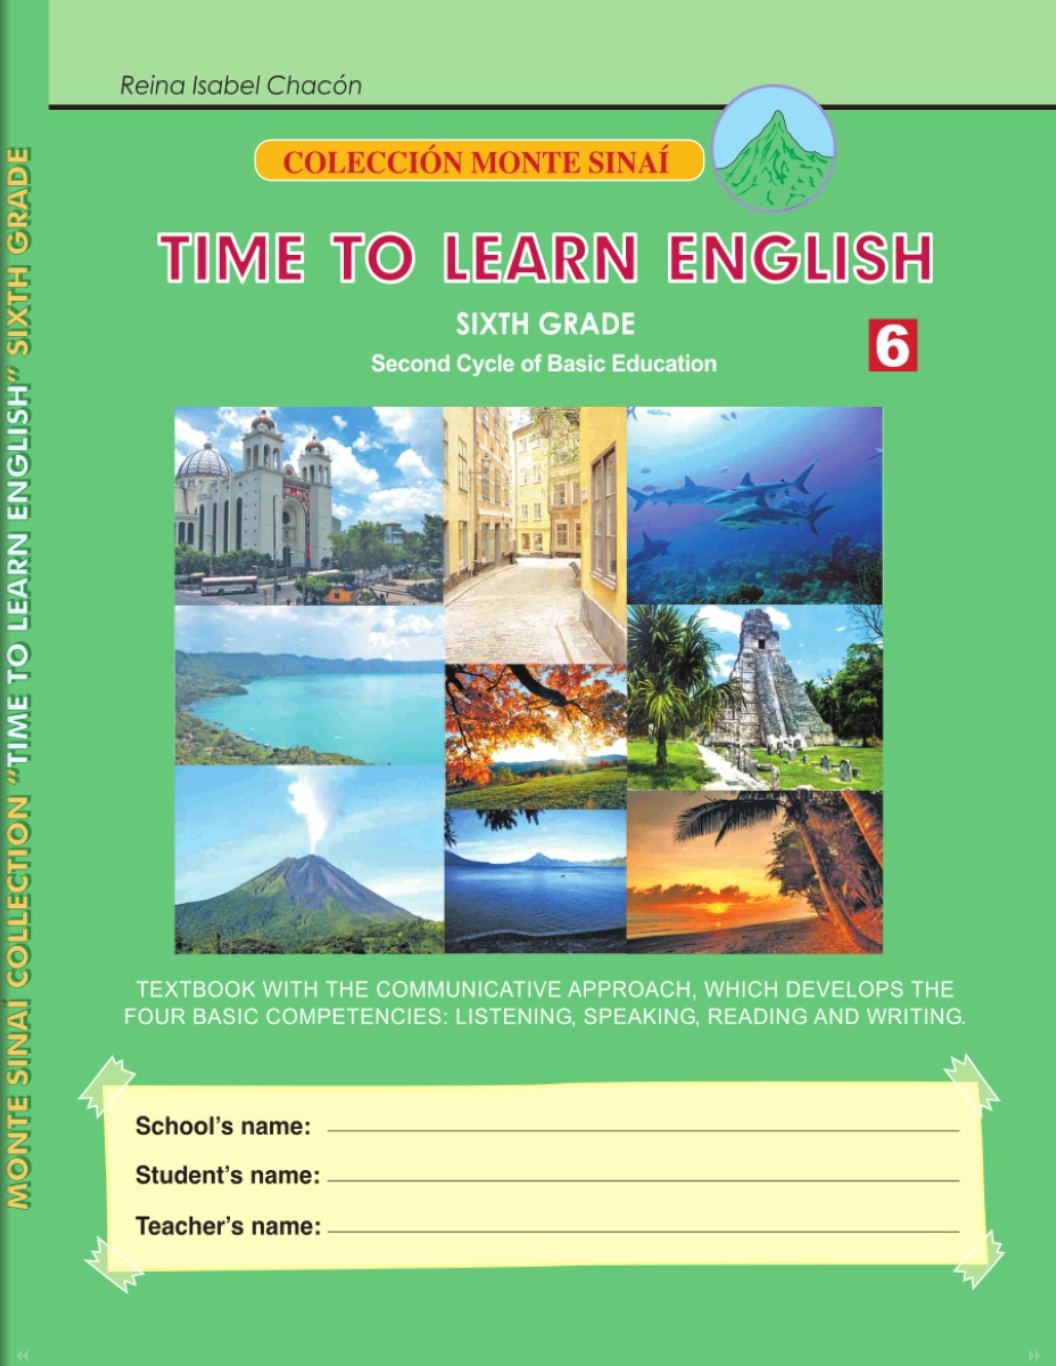 Reina Isabel Chacón
COLECCIÓN MONTE SINAÍ
TIME TO LEARN ENGLISH
SIXTH GRADE
6
Second Cycle of Basic Education
TEXTBOOK WITH THE COMMUNICATIVE APPROACH, WHICH DEVELOPS THE
FOUR BASIC COMPETENCIES: LISTENING, SPEAKING, READING AND WRITING.
School's name:
Student's name:
Teacher's name:
MONTE SINAÍ COLLECTION "TIME TO LEARN ENGLISH" SIXTH GRADE